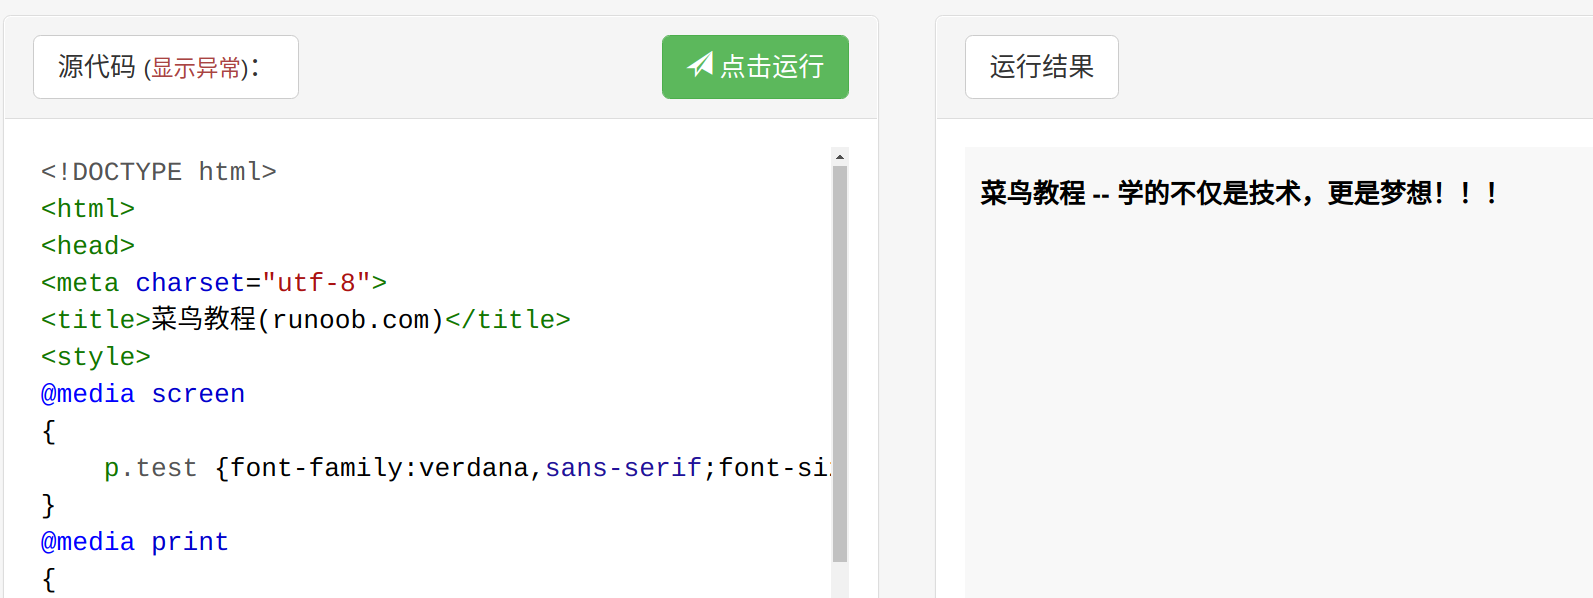 源代码 (显示异常)：
点击运行
<!DOCTYPE html>
<html>
<head>
<meta charset="utf-8">
<title>菜鸟教程(runoob.com)</title>
<style>
@media screen
{
    p.test {font-family:verdana,sans-serif;
}
@media print
{
运行结果
菜鸟教程 -- 学的不仅是技术，更是梦想！！！